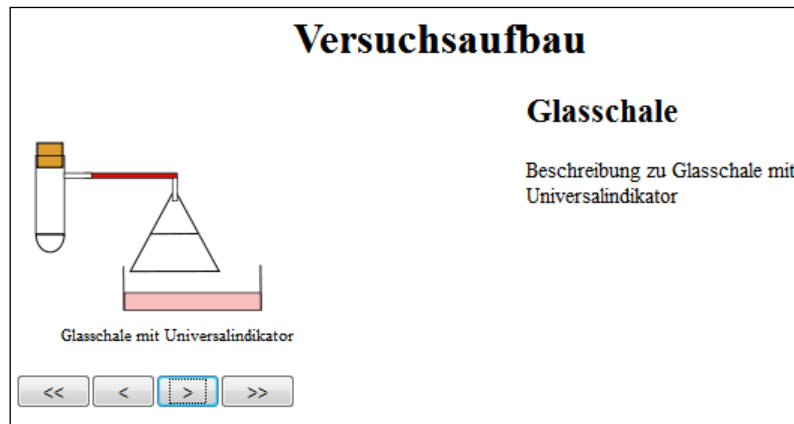 Versuchsaufbau
Glasschale
Beschreibung zu Glasschale mit
Universalindikator
Glasschale mit Universalindikator
<< < > >>